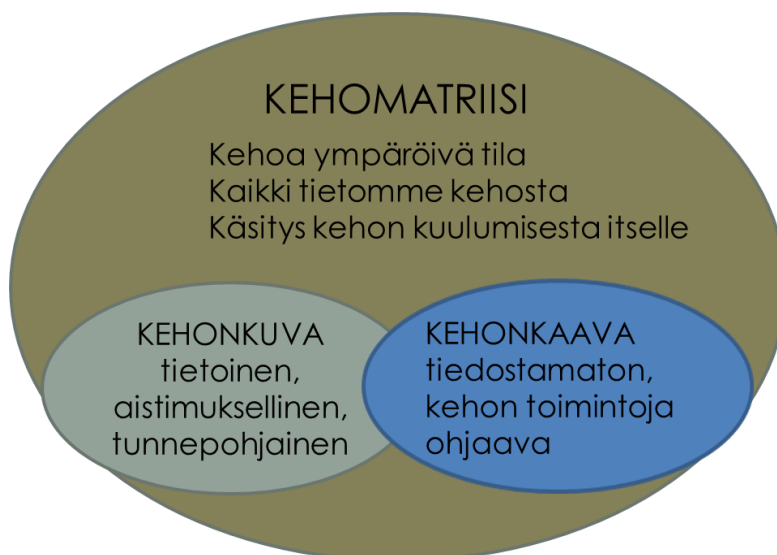 KEHOMATRIISI
Kehoa ympäröivä tila
Kaikki tietomme kehosta
Käsitys kehon kuulumisesta itselle
KEHONKUVA
tietoinen,
aistimuksellinen,
tunnepohjainen
KEHONKAAVA
tiedostamaton,
kehon toimintoja
ohjaava